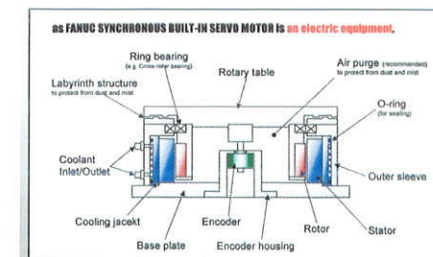 as FANUC SYNCHRONOUS BUILT-IN SERVO MOTOR is an electric equipment.
Ring bearing
(e.g. Cross-roller bearing)
Labyrinth structure
to protect from dust and mist
Rotary table
Air purge (recommended)
to protect from dust and mist
O-ring
(for sealing)
Coolant
Inlet/Outlet
Outer sleeve
Cooling jacekt
Encoder
Rotor
Stator
Base plate
Encoder housing